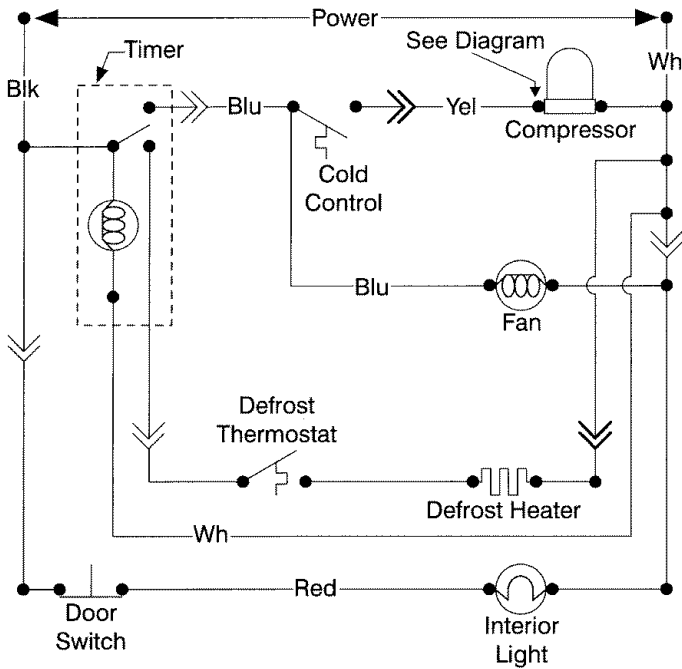 Power
Timer
See Diagram
Blk
Wh
Blu
Yel
Compressor
Cold
Control
Blu
Fan
Defrost
Thermostat
Defrost Heater
Wh
Red
Door
Switch
Interior
Light